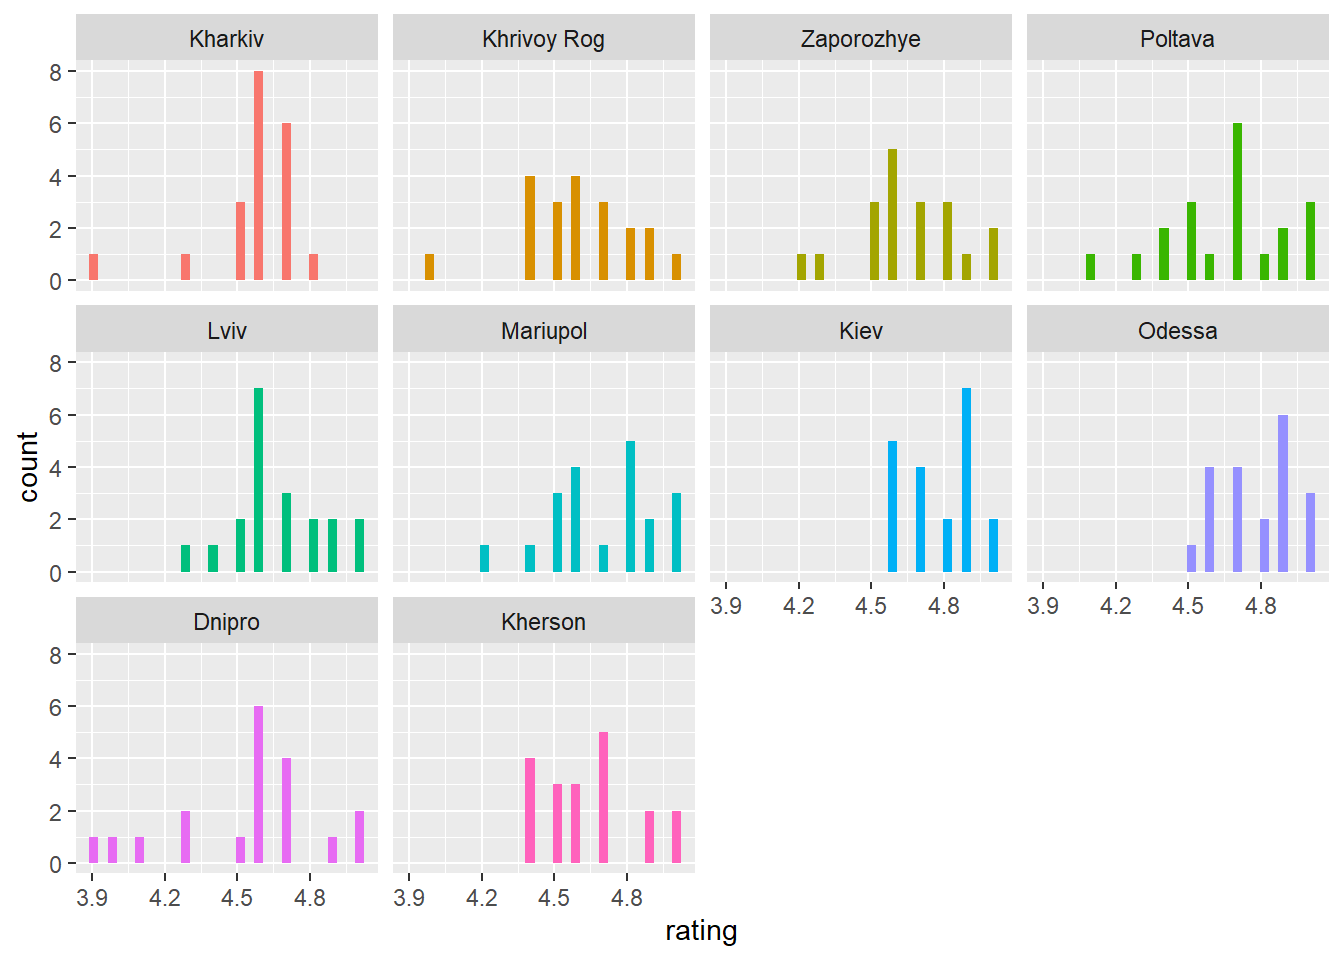 Kharkiv
Khrivoy Rog
Zaporozhye
Poltava
8
6
4
2
0
Lviv
Mariupol
Kiev
Odessa
8
6
4
2
0
count
3.9 4.2 4.5 4.8
3.9 4.2 4.5 4.8
Dnipro
Kherson
8
6
4
2
0
3.9 4.2 4.5 4.8
3.9 4.2 4.5 4.8
rating